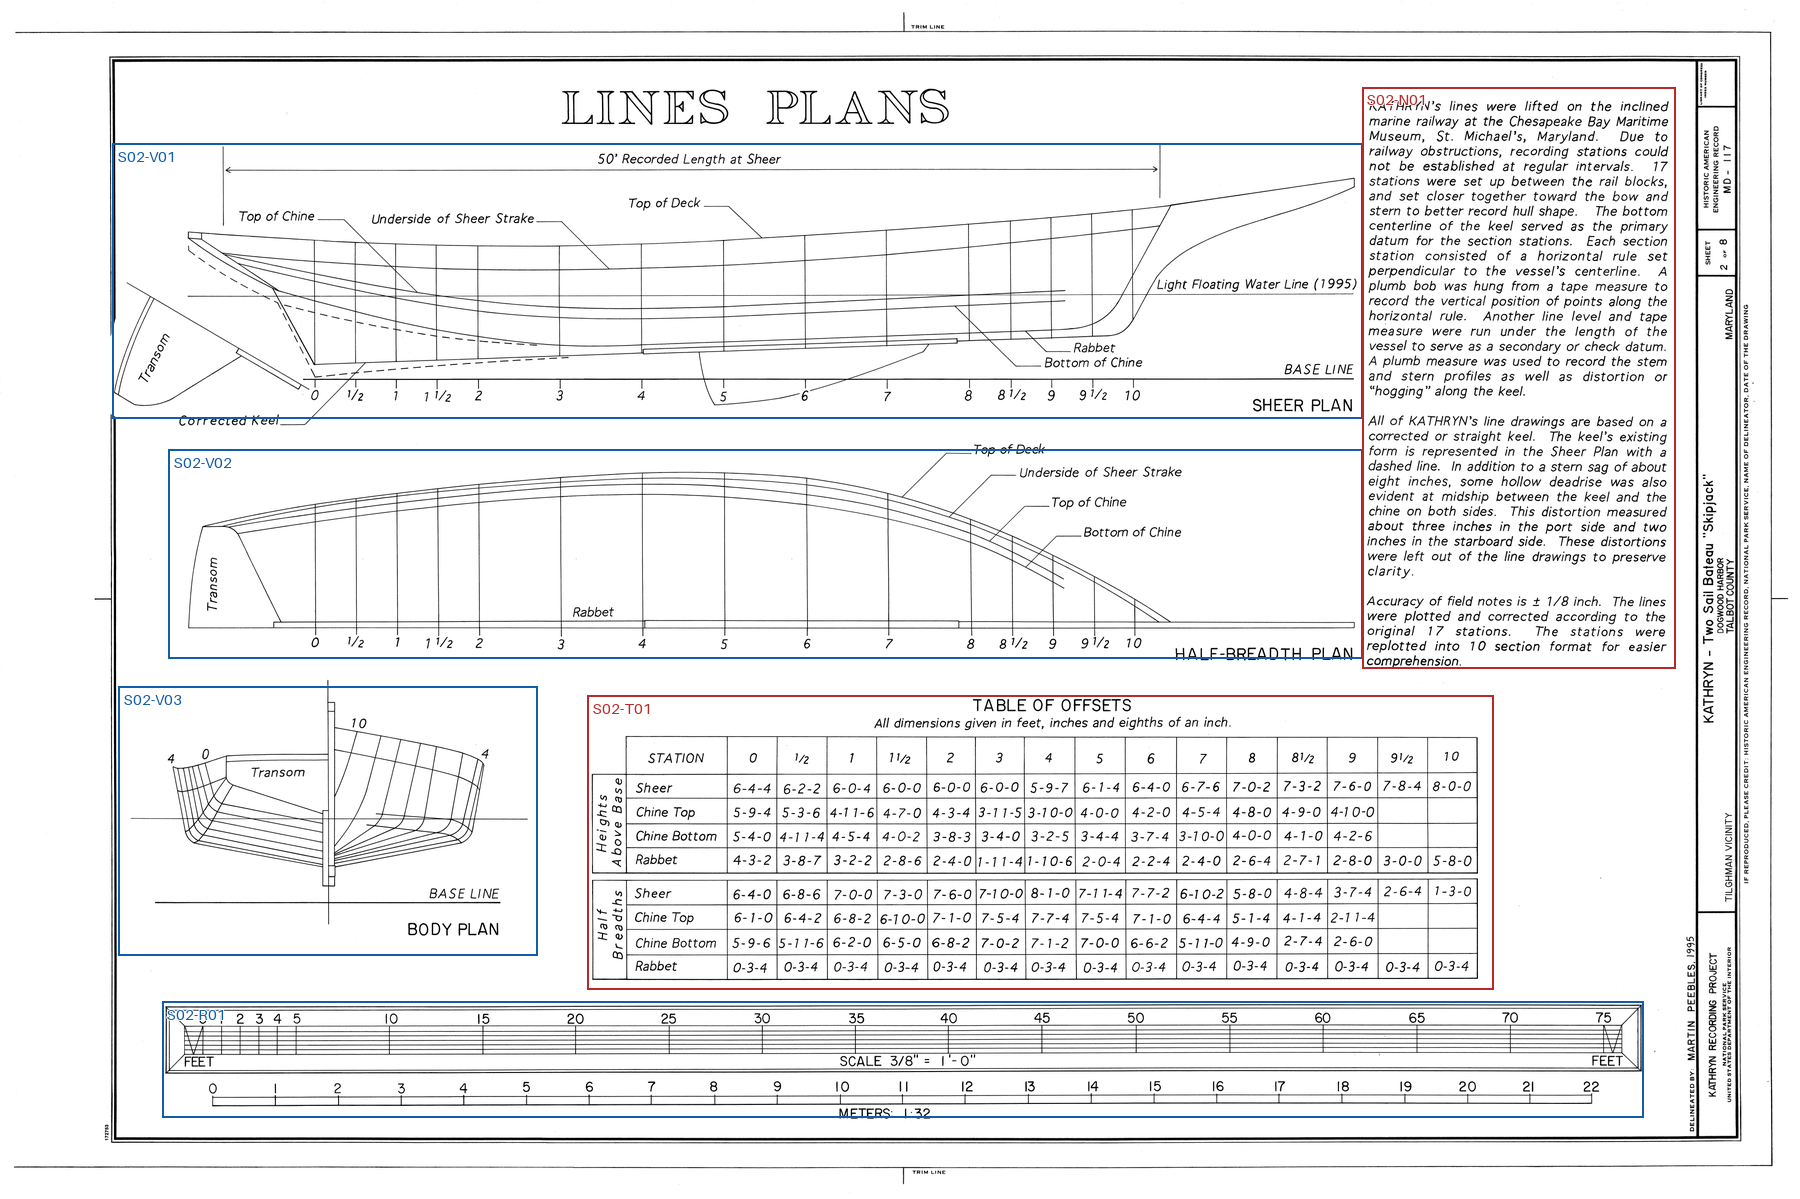 TRIM LINE
LINES PLANS
S02-V01
50' Recorded Length at Sheer
Top of Chine
Underside of Sheer Strake
Top of Deck
Light Floating Water Line (1995)
Transom
Rabbet
Bottom of Chine
BASE LINE
0 1/2 1 1 1/2 2 3 4 5 6 7 8 8 1/2 9 9 1/2 10
SHEER PLAN
Corrected Keel
S02-V02
Top of Deck
Underside of Sheer Strake
Top of Chine
Bottom of Chine
Transom
Rabbet
0 1/2 1 1 1/2 2 3 4 5 6 7 8 8 1/2 9 9 1/2 10
HALF-BREADTH PLAN
S02-N01
KATHRYN's lines were lifted on the inclined
marine railway at the Chesapeake Bay Maritime
Museum, St. Michael's, Maryland. Due to
railway obstructions, recording stations could
not be established at regular intervals. 17
stations were set up between the rail blocks,
and set closer together toward the bow and
stern to better record hull shape. The bottom
centerline of the keel served as the primary
datum for the section stations. Each section
station consisted of a horizontal rule set
perpendicular to the vessel's centerline. A
plumb bob was hung from a tape measure to
record the vertical position of points along the
horizontal rule. Another line level and tape
measure were run under the length of the
vessel to serve as a secondary or check datum.
A plumb measure was used to record the stem
and stern profiles as well as distortion or
"hogging" along the keel.
All of KATHRYN's line drawings are based on a
corrected or straight keel. The keel's existing
form is represented in the Sheer Plan with a
dashed line. In addition to a stern sag of about
eight inches, some hollow deadrise was also
evident at midship between the keel and the
chine on both sides. This distortion measured
about three inches in the port side and two
inches in the starboard side. These distortions
were left out of the line drawings to preserve
clarity.
Accuracy of field notes is ± 1/8 inch. The lines
were plotted and corrected according to the
original 17 stations. The stations were
replotted into 10 section format for easier
comprehension.
S02-V03
10
4 0 4
Transom
BASE LINE
BODY PLAN
S02-T01
TABLE OF OFFSETS
All dimensions given in feet, inches and eighths of an inch.
STATION 0 1/2 1 1 1/2 2 3 4 5 6 7 8 8 1/2 9 9 1/2 10
Heights Above Base
Sheer 6-4-4 6-2-2 6-0-4 6-0-0 6-0-0 6-0-0 5-9-7 6-1-4 6-4-0 6-7-6 7-0-2 7-3-2 7-6-0 7-8-4 8-0-0
Chine Top 5-9-4 5-3-6 4-11-6 4-7-0 4-3-4 3-11-5 3-10-0 4-0-0 4-2-0 4-5-4 4-8-0 4-9-0 4-10-0
Chine Bottom 5-4-0 4-11-4 4-5-4 4-0-2 3-8-3 3-4-0 3-2-5 3-4-4 3-7-4 3-10-0 4-0-0 4-1-0 4-2-6
Rabbet 4-3-2 3-8-7 3-2-2 2-8-6 2-4-0 1-11-4 1-10-6 2-0-4 2-2-4 2-4-0 2-6-4 2-7-1 2-8-0 3-0-0 5-8-0
Half Breadths
Sheer 6-4-0 6-8-6 7-0-0 7-3-0 7-6-0 7-10-0 8-1-0 7-11-4 7-7-2 6-10-2 5-8-0 4-8-4 3-7-4 2-6-4 1-3-0
Chine Top 6-1-0 6-4-2 6-8-2 6-10-0 7-1-0 7-5-4 7-7-4 7-5-4 7-1-0 6-4-4 5-1-4 4-1-4 2-11-4
Chine Bottom 5-9-6 5-11-6 6-2-0 6-5-0 6-8-2 7-0-2 7-1-2 7-0-0 6-6-2 5-11-0 4-9-0 2-7-4 2-6-0
Rabbet 0-3-4 0-3-4 0-3-4 0-3-4 0-3-4 0-3-4 0-3-4 0-3-4 0-3-4 0-3-4 0-3-4 0-3-4 0-3-4 0-3-4 0-3-4
S02-R01
0 1 2 3 4 5 10 15 20 25 30 35 40 45 50 55 60 65 70 75
FEET SCALE 3/8" = 1'-0" FEET
0 1 2 3 4 5 6 7 8 9 10 11 12 13 14 15 16 17 18 19 20 21 22
METERS: 1:32
HISTORIC AMERICAN
ENGINEERING RECORD
MD - 117
SHEET
2 OF 8
MARYLAND
KATHRYN - Two Sail Bateau "Skipjack"
DOGWOOD HARBOR
TALBOT COUNTY
TILGHMAN VICINITY
KATHRYN RECORDING PROJECT
NATIONAL PARK SERVICE
UNITED STATES DEPARTMENT OF THE INTERIOR
DELINEATED BY: MARTIN PEEBLES, 1995
IF REPRODUCED, PLEASE CREDIT: HISTORIC AMERICAN ENGINEERING RECORD, NATIONAL PARK SERVICE, NAME OF DELINEATOR, DATE OF THE DRAWING
172793
TRIM LINE